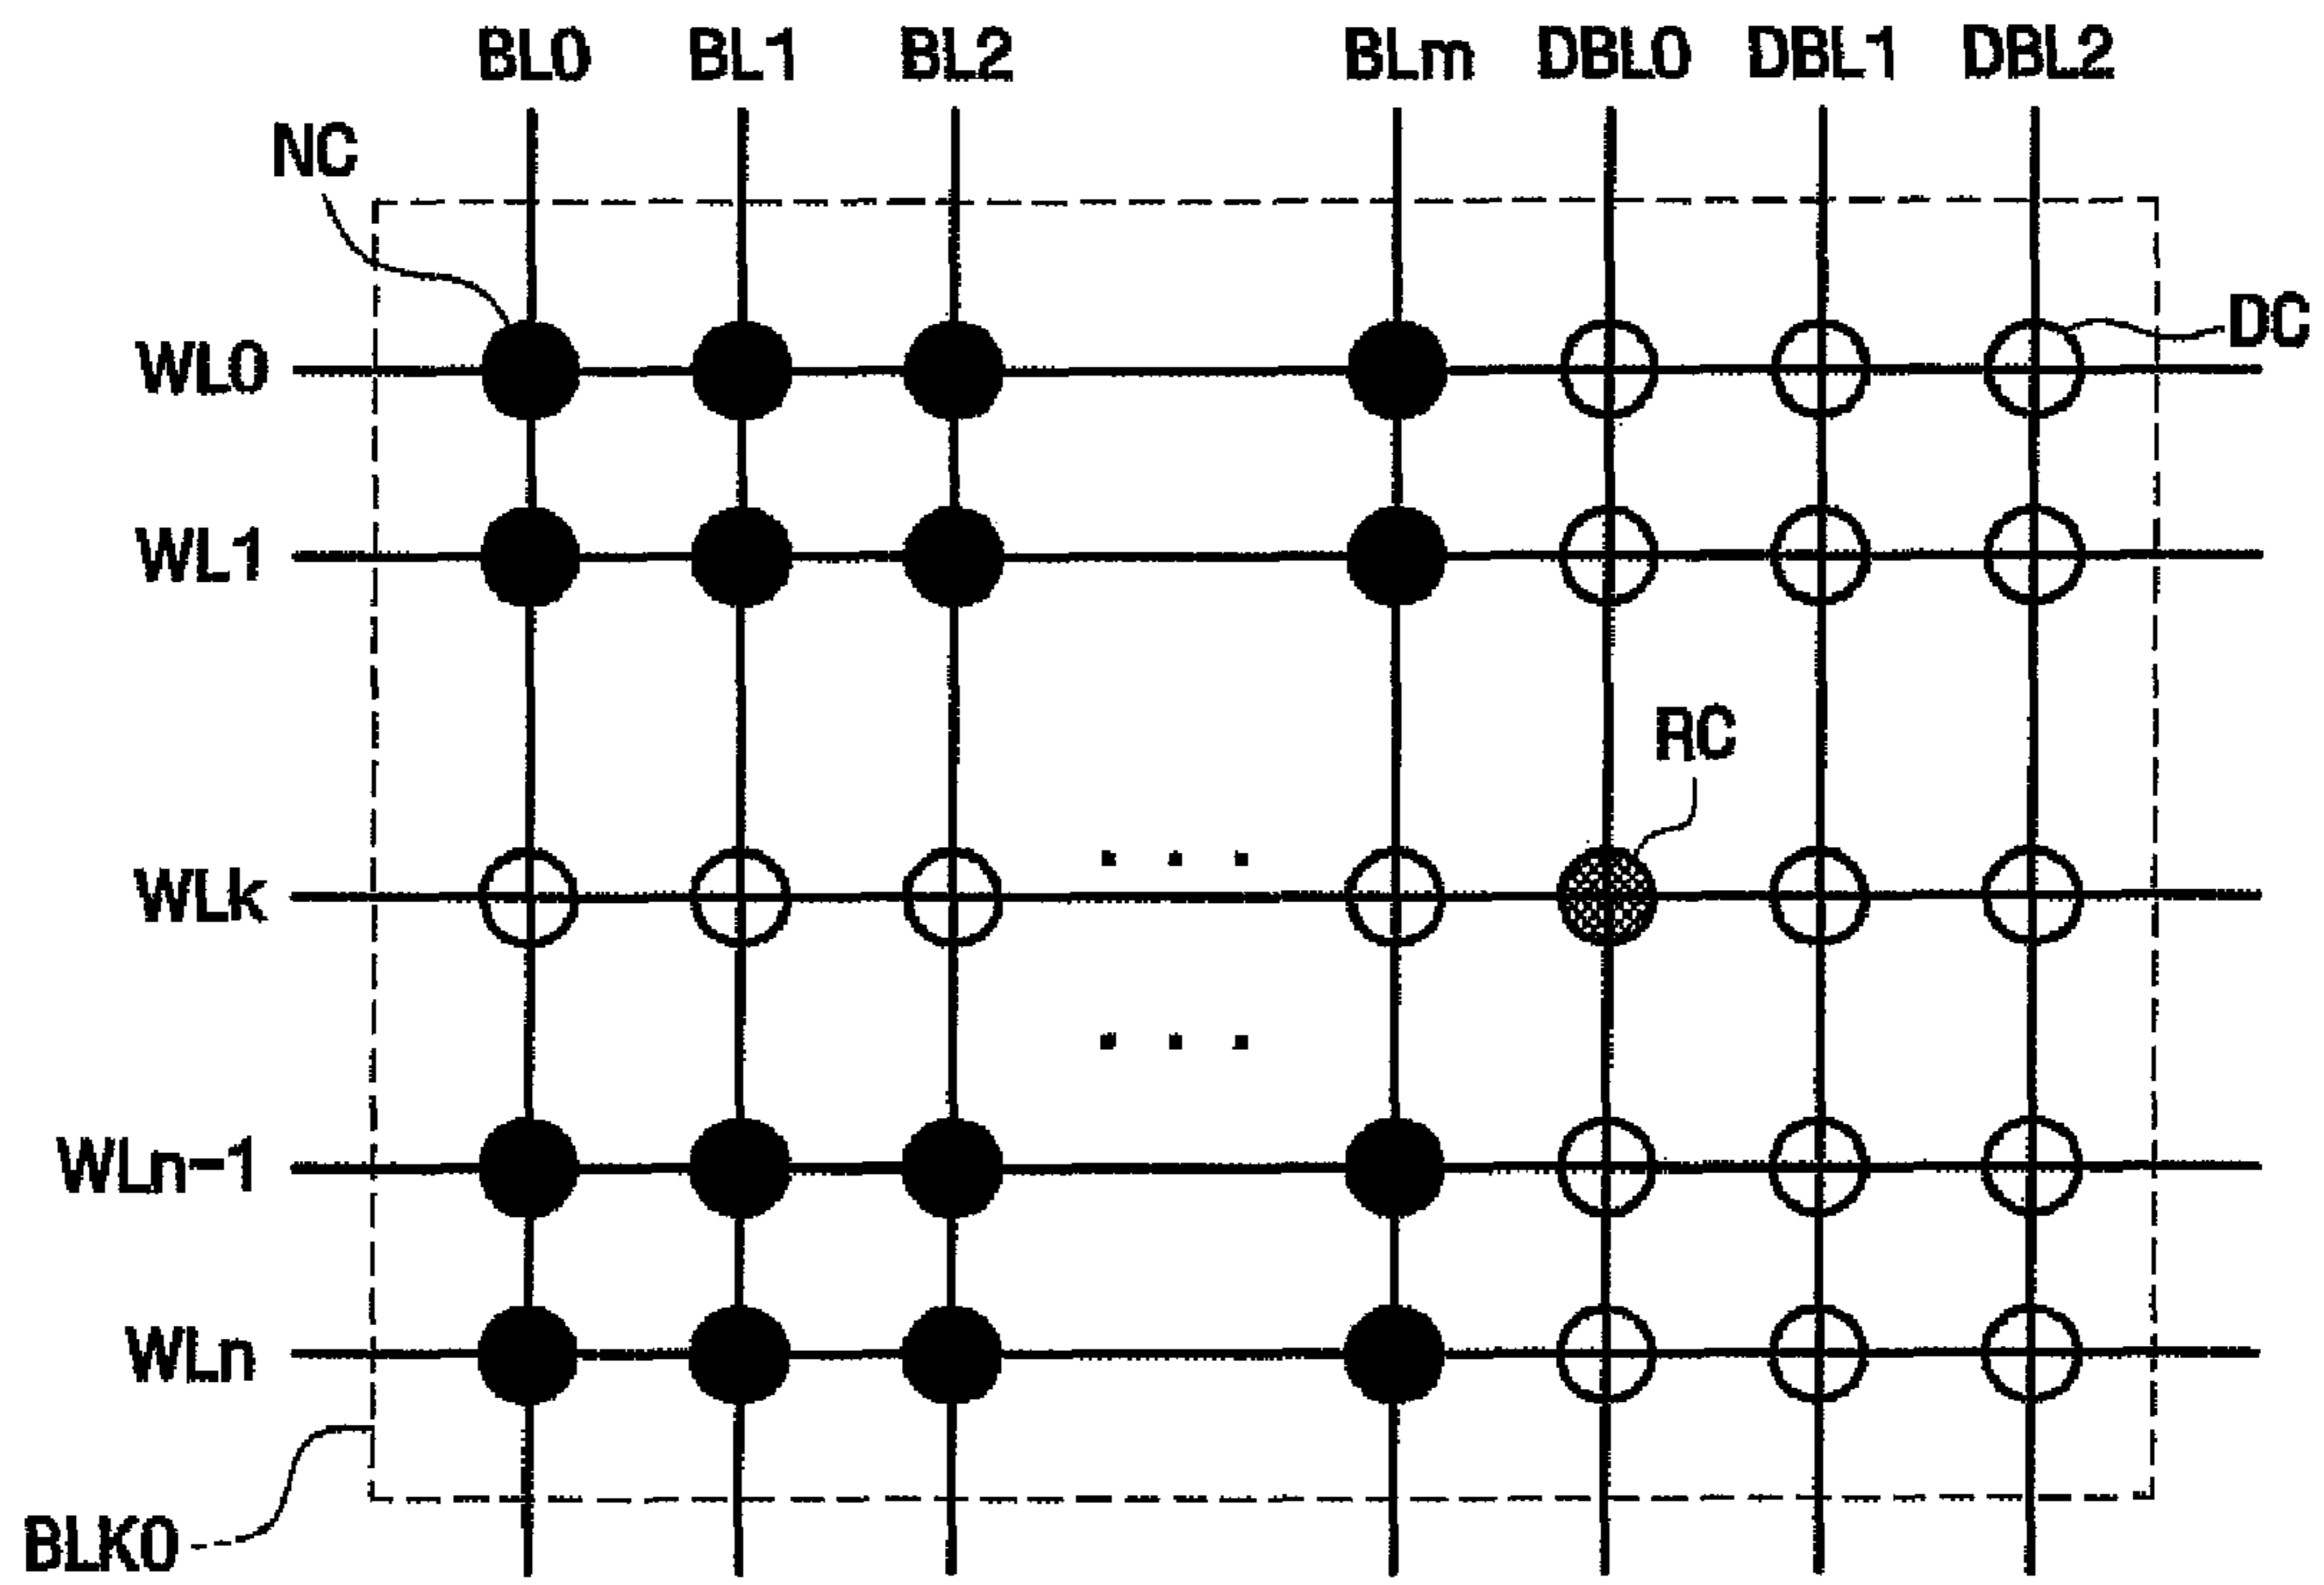 BL0 BL1 BL2 BLm DBL0 DBL1 DBL2
NC
DC
WL0
WL1
RC
WLk
. . .
. . .
WLn-1
WLn
BLK0